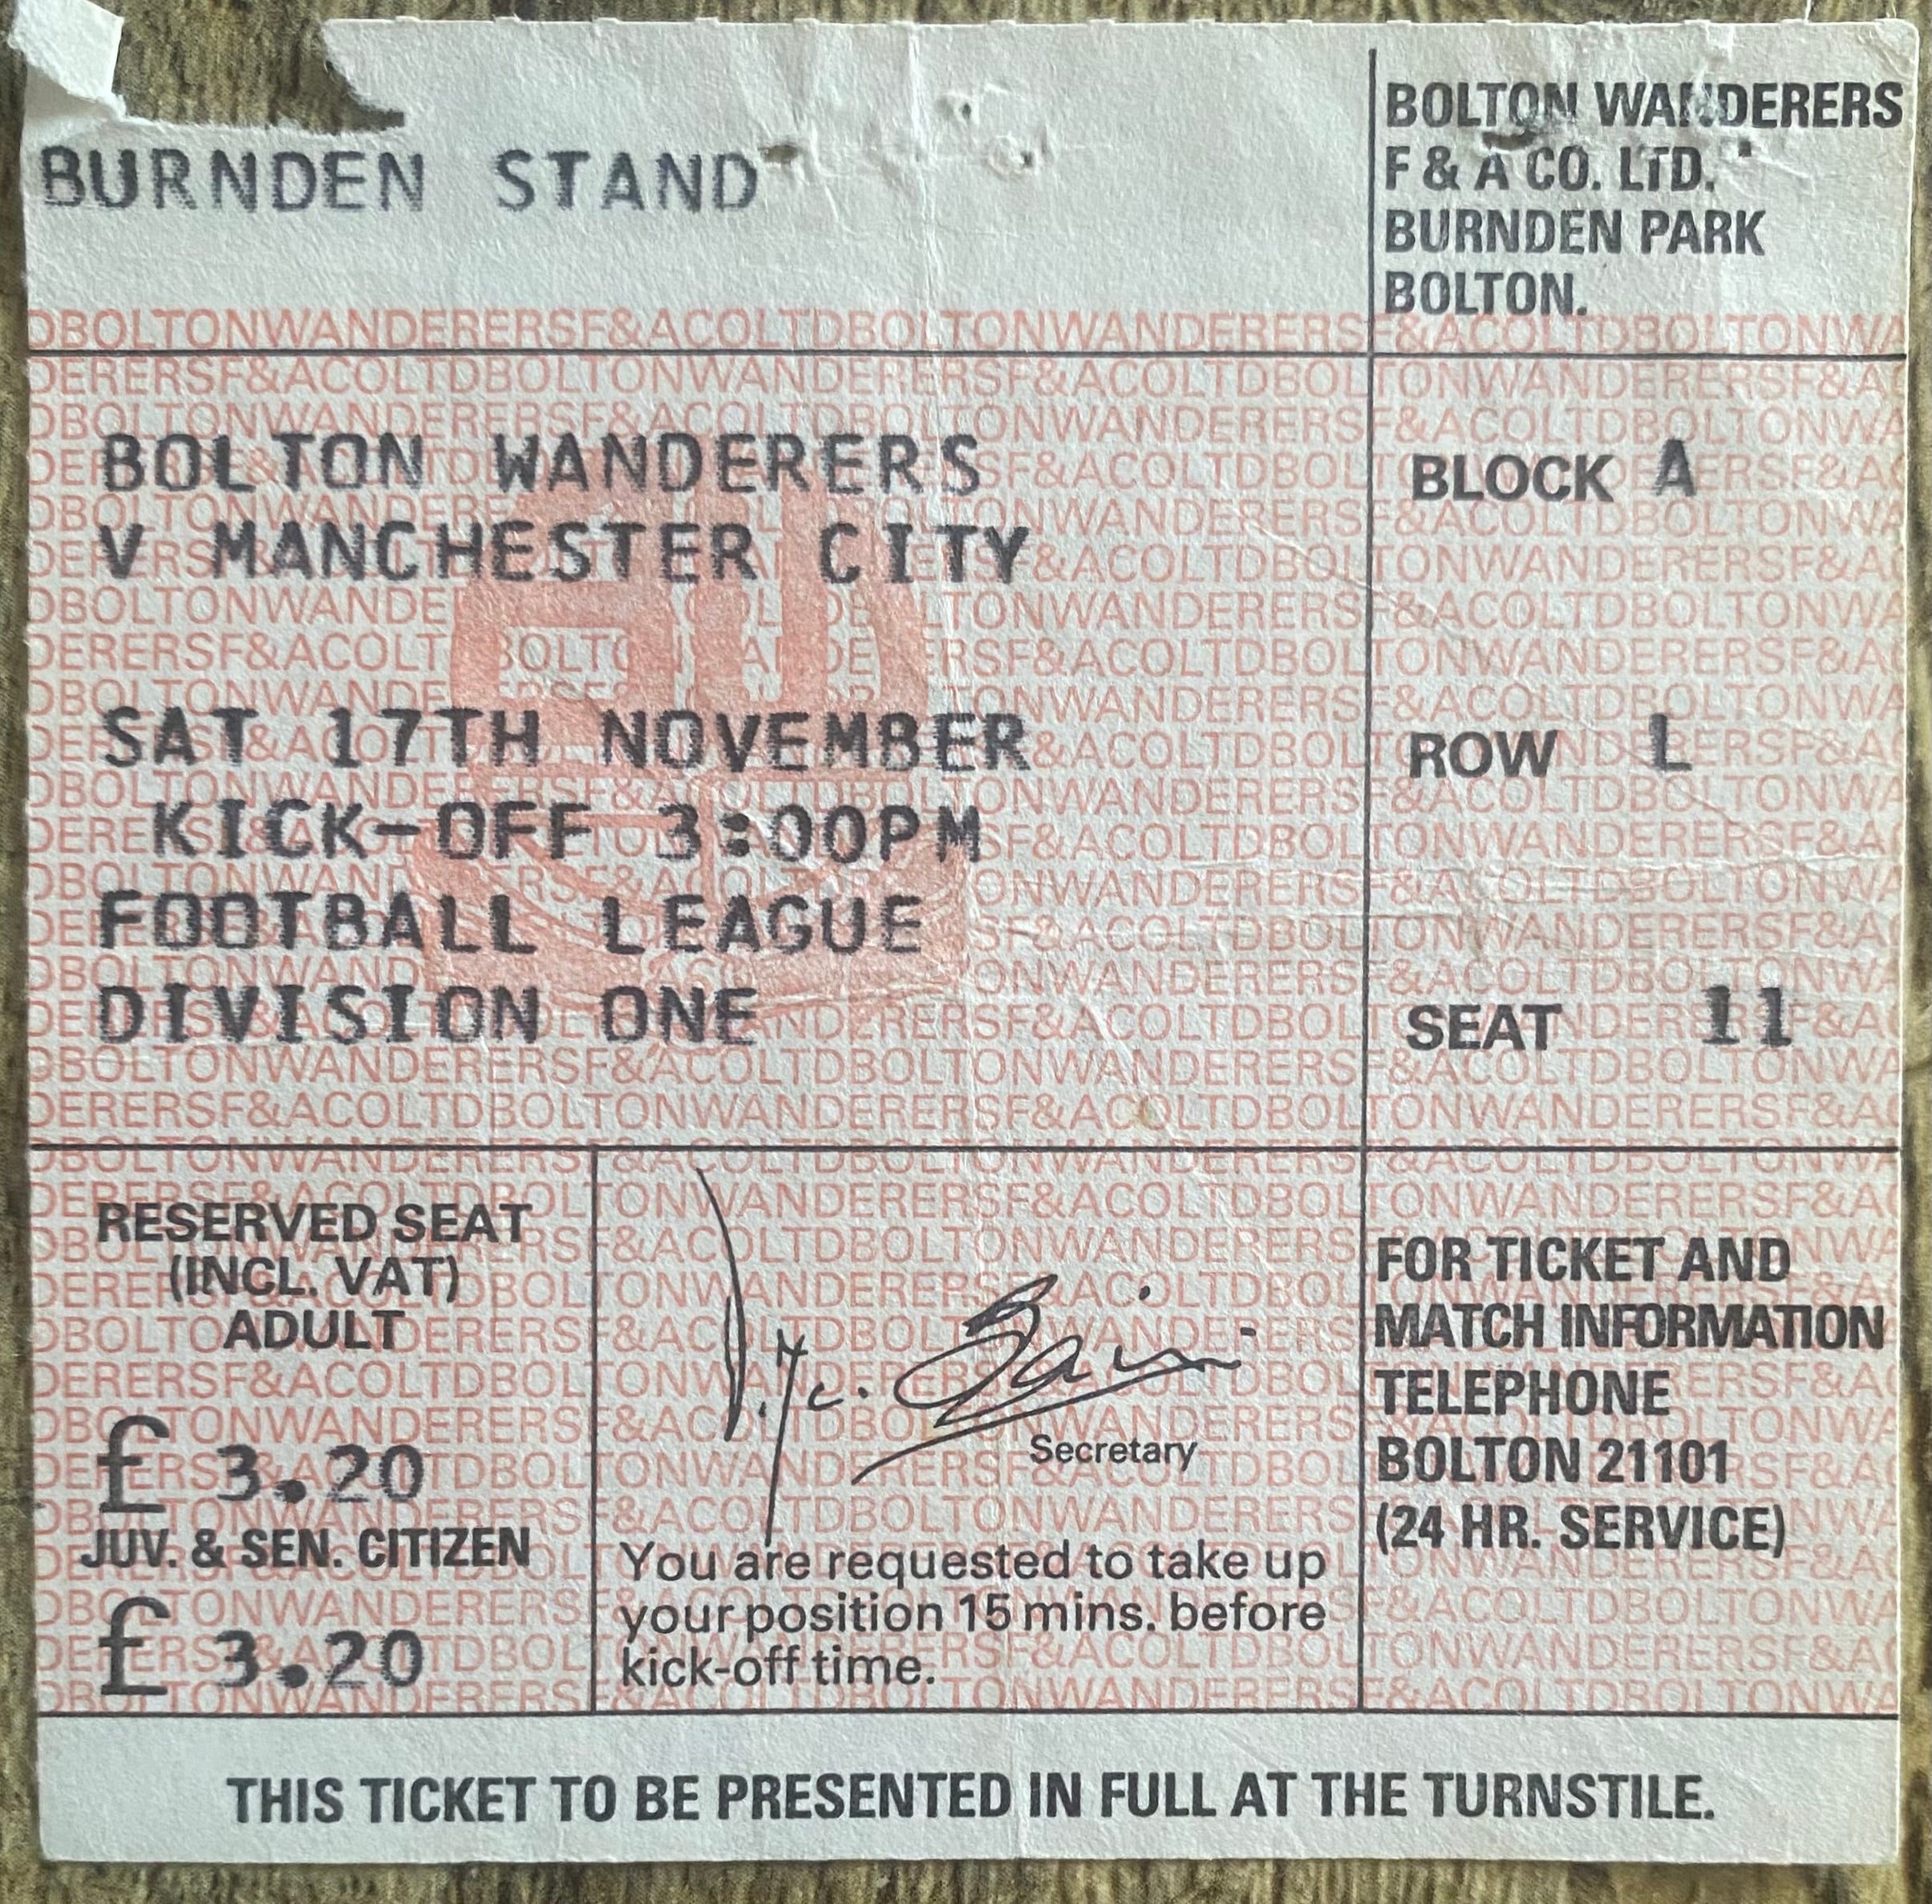 BURNDEN STAND
BOLTON WANDERERS
F & A CO. LTD.
BURNDEN PARK
BOLTON.
BOLTON WANDERERS
V MANCHESTER CITY
SAT 17TH NOVEMBER
KICK-OFF 3:00PM
FOOTBALL LEAGUE
DIVISION ONE
BLOCK A
ROW L
SEAT 11
RESERVED SEAT
(INCL. VAT)
ADULT
£ 3.20
JUV. & SEN. CITIZEN
£ 3.20
Secretary
You are requested to take up
your position 15 mins. before
kick-off time.
FOR TICKET AND
MATCH INFORMATION
TELEPHONE
BOLTON 21101
(24 HR. SERVICE)
THIS TICKET TO BE PRESENTED IN FULL AT THE TURNSTILE.